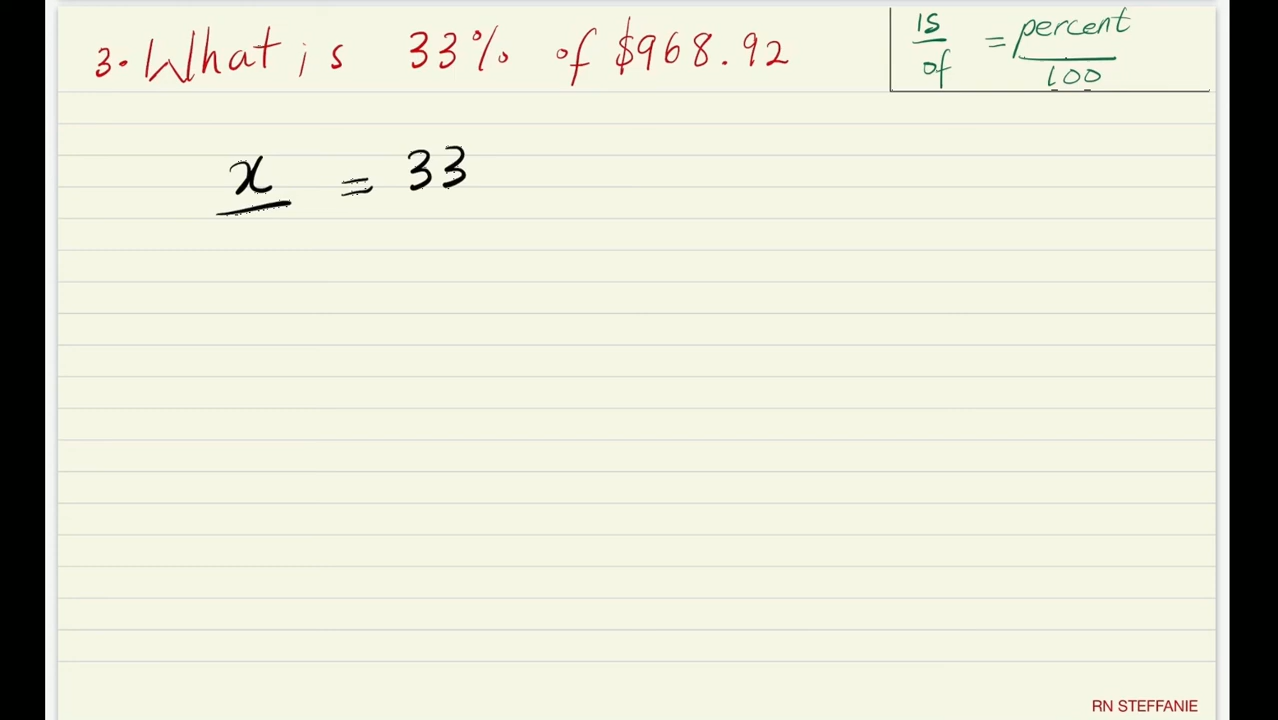 3. What is 33% of $968.92
is
of
= percent
100
x = 33
RN STEFFANIE